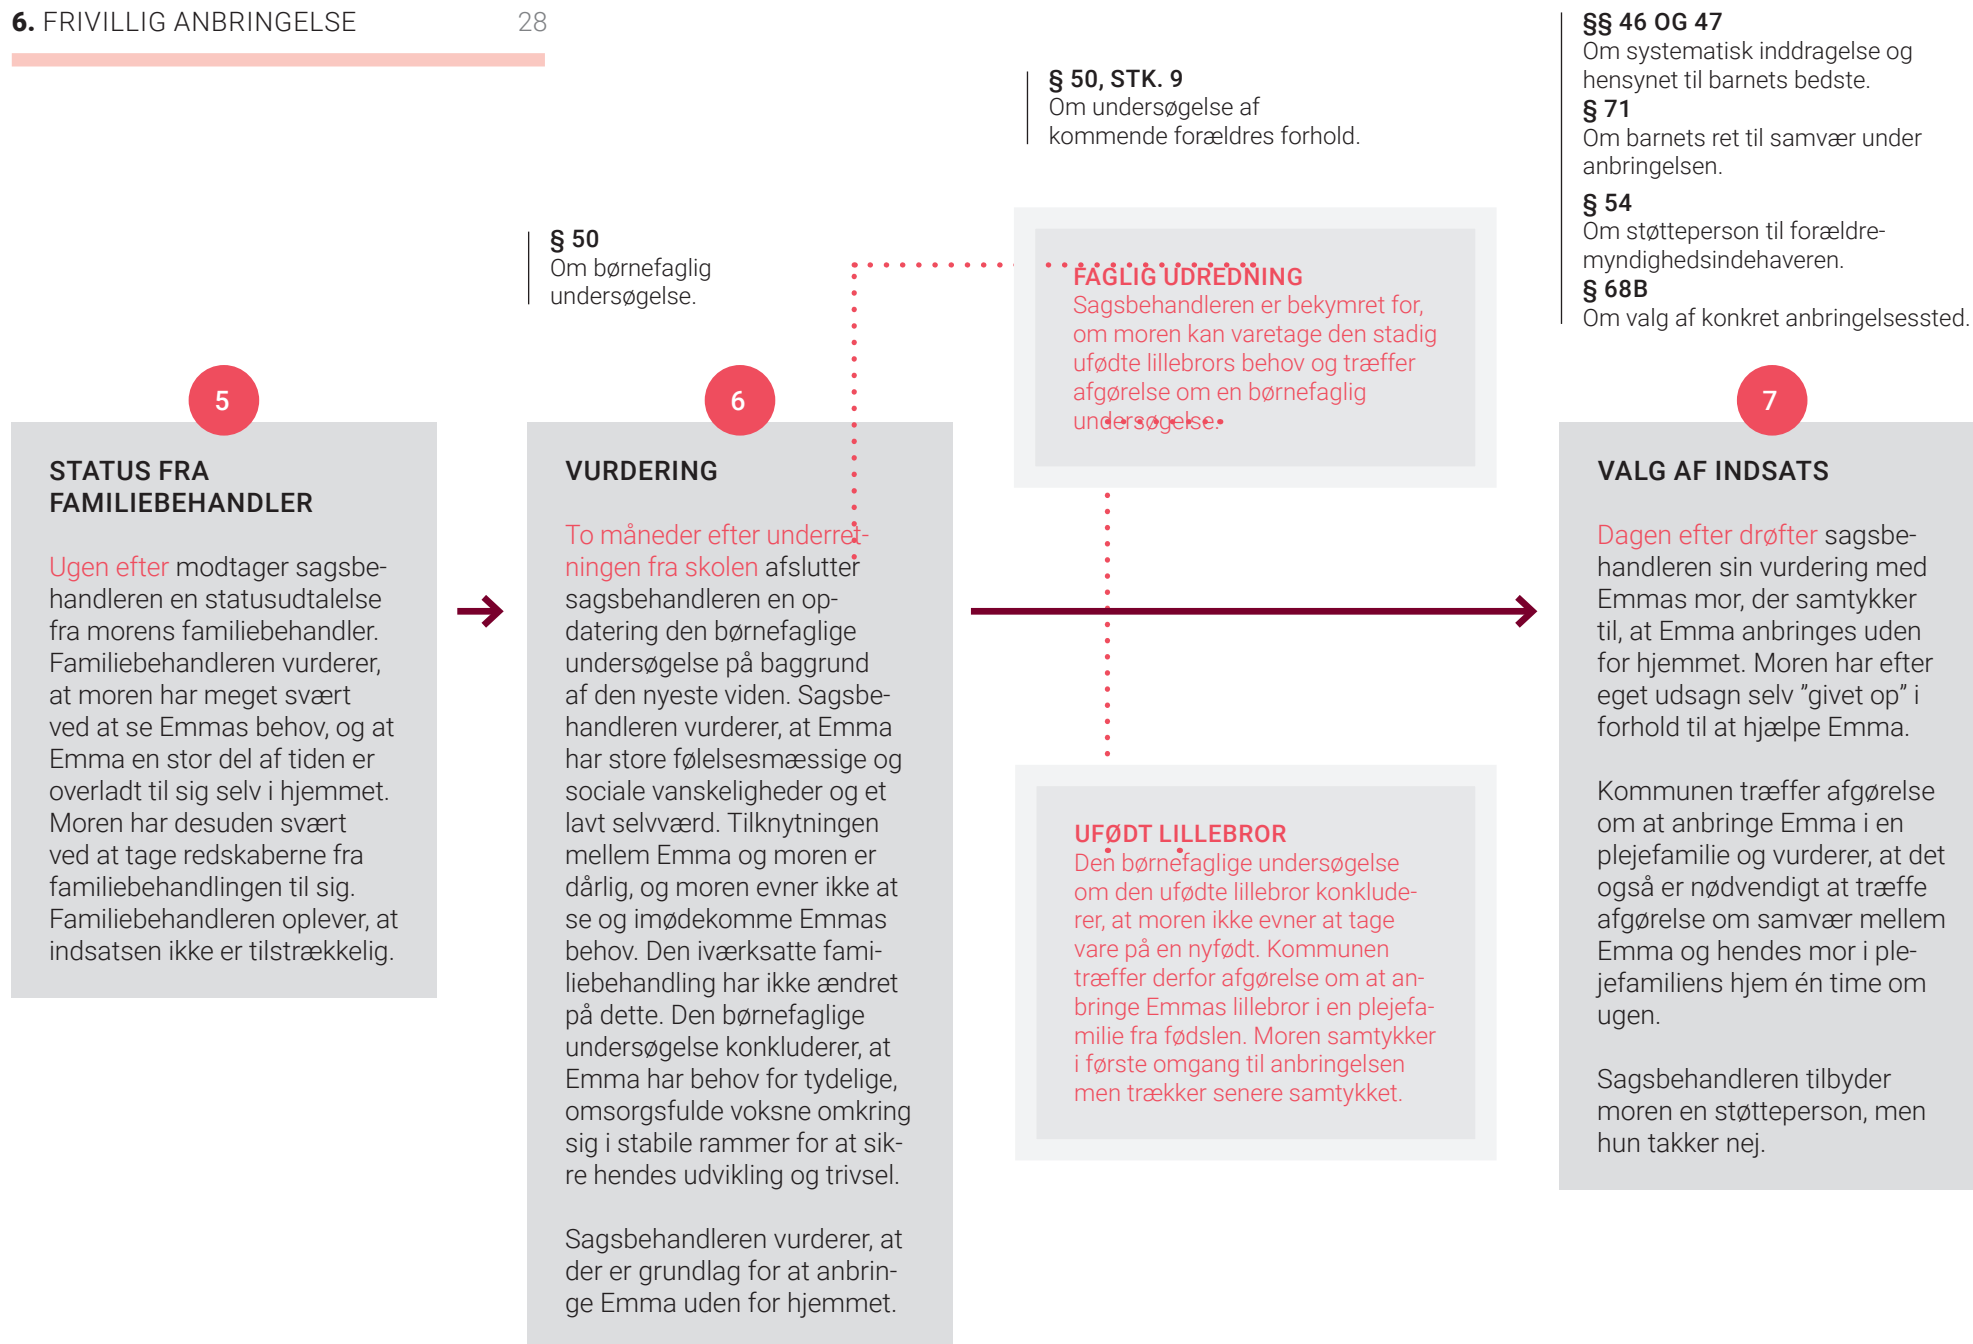 6. FRIVILLIG ANBRINGELSE 28
§ 50
Om børnefaglig
undersøgelse.
§ 50, STK. 9
Om undersøgelse af
kommende forældres forhold.
§§ 46 OG 47
Om systematisk inddragelse og
hensynet til barnets bedste.
§ 71
Om barnets ret til samvær under
anbringelsen.
§ 54
Om støtteperson til forældre-
myndighedsindehaveren.
§ 68B
Om valg af konkret anbringelsessted.
5
STATUS FRA
FAMILIEBEHANDLER
Ugen efter modtager sagsbe-
handleren en statusudtalelse
fra morens familiebehandler.
Familiebehandleren vurderer,
at moren har meget svært
ved at se Emmas behov, og at
Emma en stor del af tiden er
overladt til sig selv i hjemmet.
Moren har desuden svært
ved at tage redskaberne fra
familiebehandlingen til sig.
Familiebehandleren oplever, at
indsatsen ikke er tilstrækkelig.
6
VURDERING
To måneder efter underret-
ningen fra skolen afslutter
sagsbehandleren en op-
datering den børnefaglige
undersøgelse på baggrund
af den nyeste viden. Sagsbe-
handleren vurderer, at Emma
har store følelsesmæssige og
sociale vanskeligheder og et
lavt selvværd. Tilknytningen
mellem Emma og moren er
dårlig, og moren evner ikke at
se og imødekomme Emmas
behov. Den iværksatte fami-
liebehandling har ikke ændret
på dette. Den børnefaglige
undersøgelse konkluderer, at
Emma har behov for tydelige,
omsorgsfulde voksne omkring
sig i stabile rammer for at sik-
re hendes udvikling og trivsel.
Sagsbehandleren vurderer, at
der er grundlag for at anbrin-
ge Emma uden for hjemmet.
FAGLIG UDREDNING
Sagsbehandleren er bekymret for,
om moren kan varetage den stadig
ufødte lillebrors behov og træffer
afgørelse om en børnefaglig
undersøgelse.
UFØDT LILLEBROR
Den børnefaglige undersøgelse
om den ufødte lillebror konklude-
rer, at moren ikke evner at tage
vare på en nyfødt. Kommunen
træffer derfor afgørelse om at an-
bringe Emmas lillebror i en plejefa-
milie fra fødslen. Moren samtykker
i første omgang til anbringelsen
men trækker senere samtykket.
7
VALG AF INDSATS
Dagen efter drøfter sagsbe-
handleren sin vurdering med
Emmas mor, der samtykker
til, at Emma anbringes uden
for hjemmet. Moren har efter
eget udsagn selv ”givet op” i
forhold til at hjælpe Emma.
Kommunen træffer afgørelse
om at anbringe Emma i en
plejefamilie og vurderer, at det
også er nødvendigt at træffe
afgørelse om samvær mellem
Emma og hendes mor i ple-
jefamiliens hjem én time om
ugen.
Sagsbehandleren tilbyder
moren en støtteperson, men
hun takker nej.